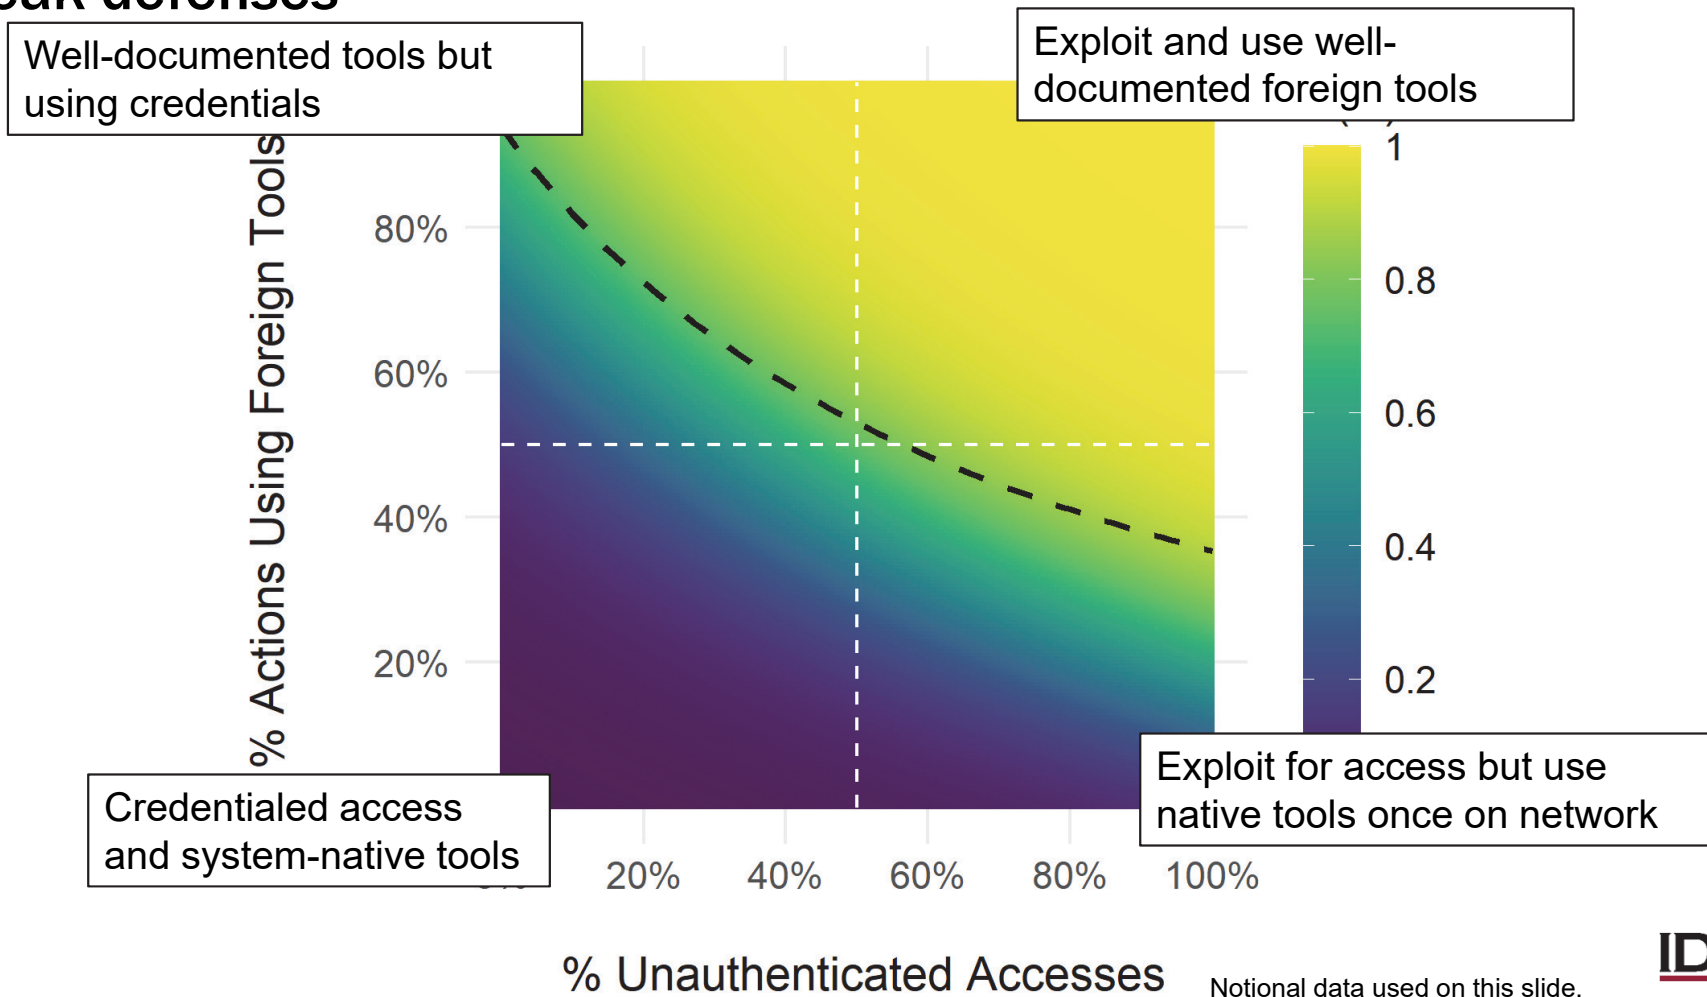 defenses
Well-documented tools but
using credentials
Exploit and use well-
documented foreign tools
% Actions Using Foreign Tools
80%
60%
40%
20%
1
0.8
0.6
0.4
0.2
Credentialed access
and system-native tools
Exploit for access but use
native tools once on network
20%
40%
60%
80%
100%
% Unauthenticated Accesses
Notional data used on this slide.
ID